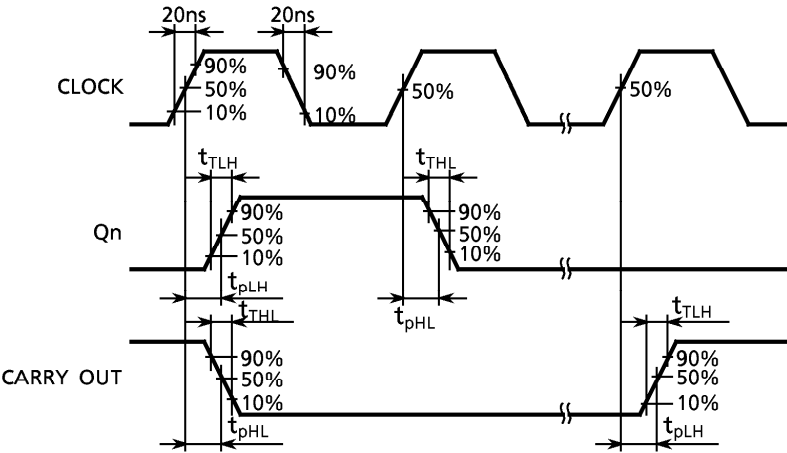 20ns 20ns
90% 90%
CLOCK 50% 50% 50%
10% 10%
tTLH tTHL
90% 90%
Qn 50% 50%
10% 10%
tpLH tpHL
tTHL tTLH
90% 90%
CARRY OUT 50% 50%
10% 10%
tpHL tpLH